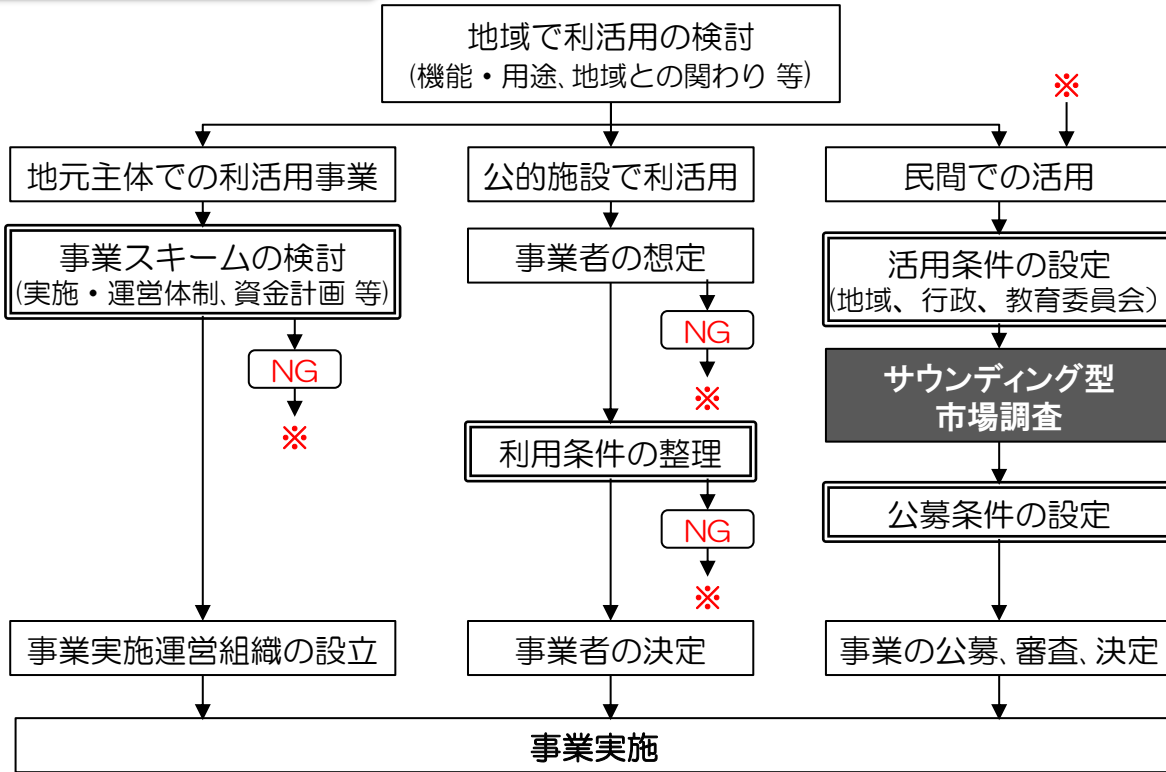 地域で利活用の検討
(機能・用途、地域との関わり 等)
※
地元主体での利活用事業
事業スキームの検討
(実施・運営体制、資金計画 等)
NG
※
事業実施運営組織の設立
公的施設で利活用
事業者の想定
NG
※
利用条件の整理
NG
※
事業者の決定
民間での活用
活用条件の設定
(地域、行政、教育委員会)
サウンディング型
市場調査
公募条件の設定
事業の公募、審査、決定
事業実施